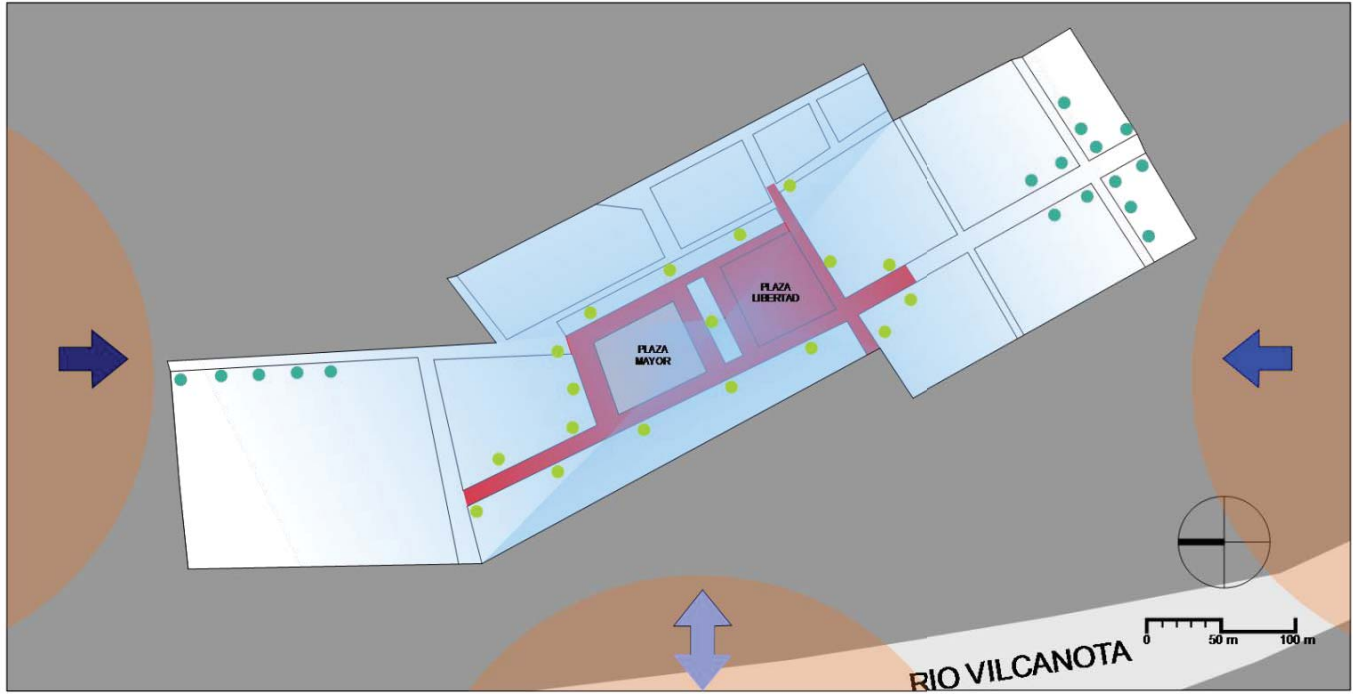 PLAZA
LIBERTAD
PLAZA
MAYOR
0 50 m 100 m
RIO VILCANOTA